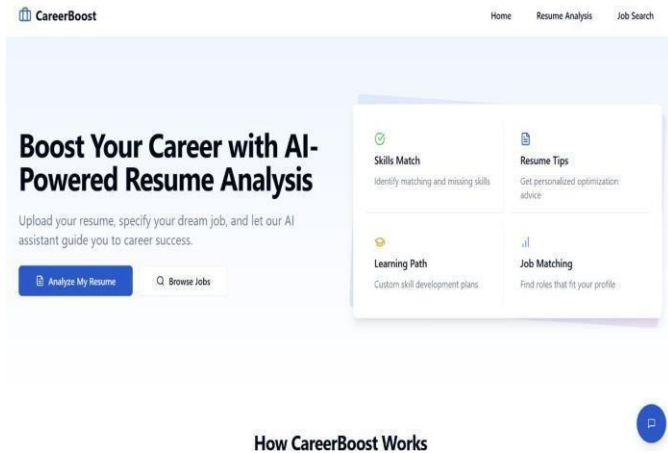 CareerBoost
Home
Resume Analysis
Job Search
Boost Your Career with AI-
Powered Resume Analysis
Upload your resume, specify your dream job, and let our AI
assistant guide you to career success.
Analyze My Resume
Browse Jobs
Skills Match
Identify matching and missing skills
Resume Tips
Get personalized optimization
advice
Learning Path
Custom skill development plans
Job Matching
Find roles that fit your profile
How CareerBoost Works